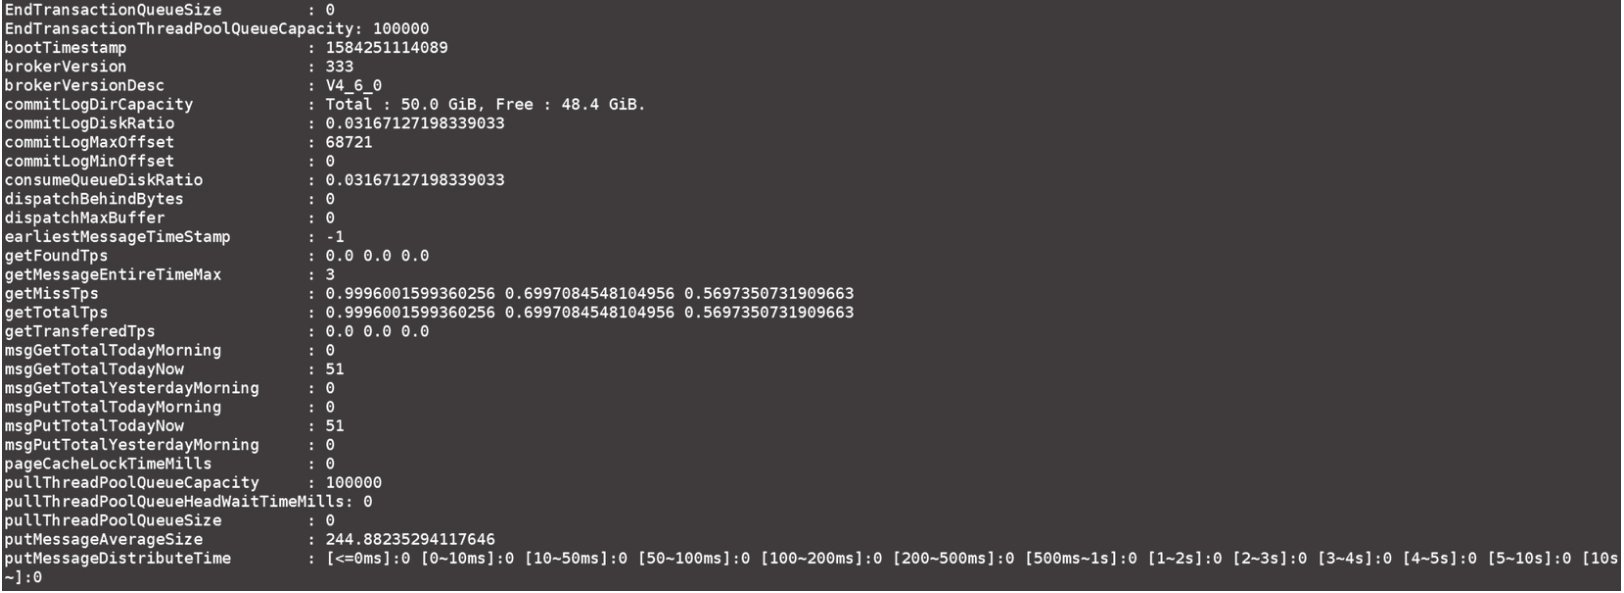 EndTransactionQueueSize         : 0
EndTransactionThreadPoolQueueCapacity: 100000
bootTimestamp                   : 1584251114089
brokerVersion                   : 333
brokerVersionDesc               : V4_6_0
commitLogDirCapacity            : Total : 50.0 GiB, Free : 48.4 GiB.
commitLogDiskRatio              : 0.03167127198339033
commitLogMaxOffset              : 68721
commitLogMinOffset              : 0
consumeQueueDiskRatio           : 0.03167127198339033
dispatchBehindBytes             : 0
dispatchMaxBuffer               : 0
earliestMessageTimeStamp        : -1
getFoundTps                     : 0.0 0.0 0.0
getMessageEntireTimeMax         : 3
getMissTps                      : 0.9996001599360256 0.6997084548104956 0.5697350731909663
getTotalTps                     : 0.9996001599360256 0.6997084548104956 0.5697350731909663
getTransferedTps                : 0.0 0.0 0.0
msgGetTotalTodayMorning         : 0
msgGetTotalTodayNow             : 51
msgGetTotalYesterdayMorning     : 0
msgPutTotalTodayMorning         : 0
msgPutTotalTodayNow             : 51
msgPutTotalYesterdayMorning     : 0
pageCacheLockTimeMills          : 0
pullThreadPoolQueueCapacity     : 100000
pullThreadPoolQueueHeadWaitTimeMills: 0
pullThreadPoolQueueSize         : 0
putMessageAverageSize           : 244.88235294117646
putMessageDistributeTime        : [<=0ms]:0 [0~10ms]:0 [10~50ms]:0 [50~100ms]:0 [100~200ms]:0 [200~500ms]:0 [500ms~1s]:0 [1~2s]:0 [2~3s]:0 [3~4s]:0 [4~5s]:0 [5~10s]:0 [10s
~]:0